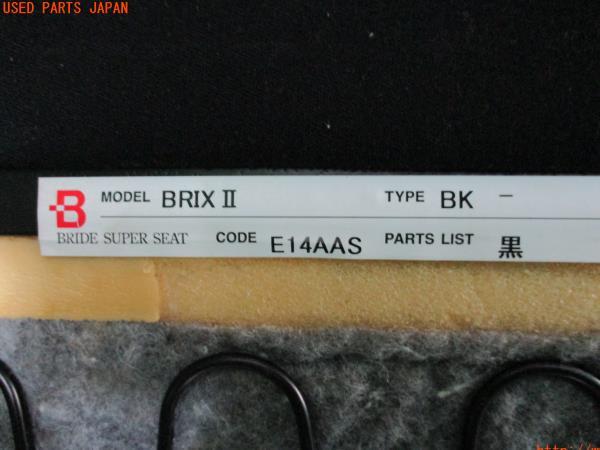 USED PARTS JAPAN
B
MODEL BRIX II TYPE BK -
BRIDE SUPER SEAT CODE E14AAS PARTS LIST 黒